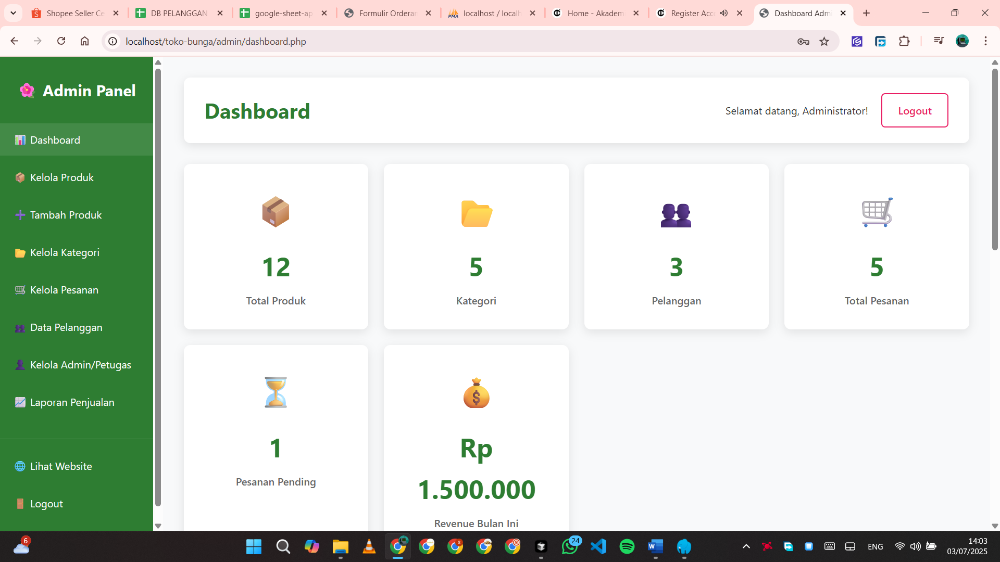 Shopee Seller Ce
DB PELANGGAN
google-sheet-ap
Formulir Orderan
localhost / localh
Home - Akadem
Register Acc
Dashboard Admi
localhost/toko-bunga/admin/dashboard.php
Admin Panel
Dashboard
Kelola Produk
Tambah Produk
Kelola Kategori
Kelola Pesanan
Data Pelanggan
Kelola Admin/Petugas
Laporan Penjualan
Lihat Website
Logout
Dashboard
Selamat datang, Administrator!
Logout
12
Total Produk
5
Kategori
3
Pelanggan
5
Total Pesanan
1
Pesanan Pending
Rp
1.500.000
Revenue Bulan Ini
6
24
ENG
14:03
03/07/2025